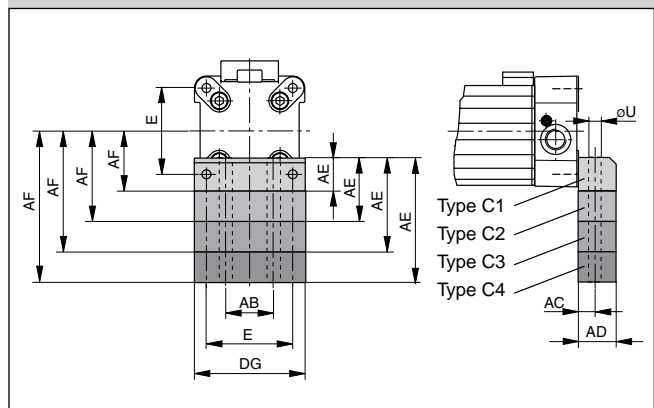 E
AF
AF
AF
AF
AE
AE
AE
AE
AB
E
DG
øU
Type C1
Type C2
Type C3
Type C4
AC
AD